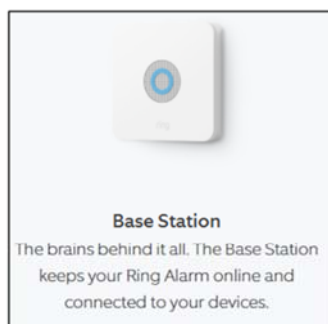 ring
Base Station
The brains behind it all. The Base Station
keeps your Ring Alarm online and
connected to your devices.